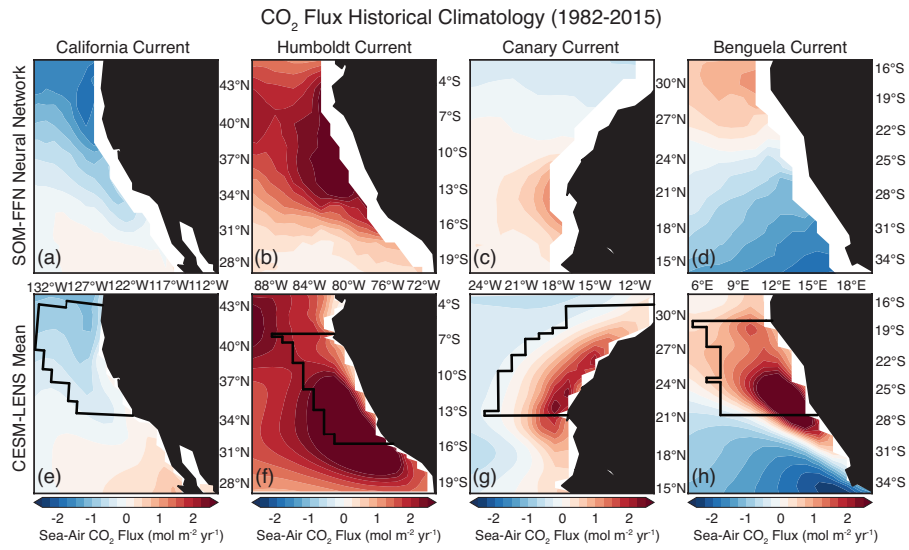 CO₂ Flux Historical Climatology (1982-2015)
California Current Humboldt Current Canary Current Benguela Current
SOM-FFN Neural Network
(a)
43°N
40°N
37°N
34°N
31°N
28°N
(b)
4°S
7°S
10°S
13°S
16°S
19°S
(c)
30°N
27°N
24°N
21°N
18°N
15°N
(d)
16°S
19°S
22°S
25°S
28°S
31°S
34°S
132°W 127°W 122°W 117°W 112°W 88°W 84°W 80°W 76°W 72°W 24°W 21°W 18°W 15°W 12°W 6°E 9°E 12°E 15°E 18°E
CESM-LENS Mean
(e)
43°N
40°N
37°N
34°N
31°N
28°N
(f)
4°S
7°S
10°S
13°S
16°S
19°S
(g)
30°N
27°N
24°N
21°N
18°N
15°N
(h)
16°S
19°S
22°S
25°S
28°S
31°S
34°S
-2 -1 0 1 2 -2 -1 0 1 2 -2 -1 0 1 2 -2 -1 0 1 2
Sea-Air CO₂ Flux (mol m⁻² yr⁻¹) Sea-Air CO₂ Flux (mol m⁻² yr⁻¹) Sea-Air CO₂ Flux (mol m⁻² yr⁻¹) Sea-Air CO₂ Flux (mol m⁻² yr⁻¹)